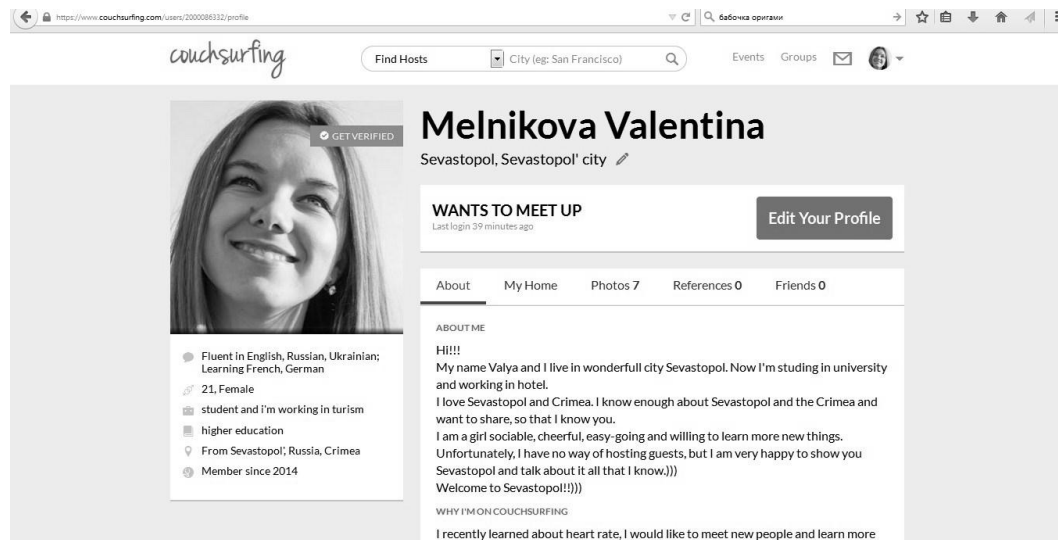 https://www.couchsurfing.com/users/2000086332/profile
бабочка оригами
couchsurfing
Find Hosts
City (eg: San Francisco)
Events Groups
GET VERIFIED
Melnikova Valentina
Sevastopol, Sevastopol' city
WANTS TO MEET UP
Last login 39 minutes ago
Edit Your Profile
About My Home Photos 7 References 0 Friends 0
Fluent in English, Russian, Ukrainian;
Learning French, German
21, Female
student and i'm working in turism
higher education
From Sevastopol', Russia, Crimea
Member since 2014
ABOUT ME
Hi!!!
My name Valya and I live in wonderfull city Sevastopol. Now I'm studing in university
and working in hotel.
I love Sevastopol and Crimea. I know enough about Sevastopol and the Crimea and
want to share, so that I know you.
I am a girl sociable, cheerful, easy-going and willing to learn more new things.
Unfortunately, I have no way of hosting guests, but I am very happy to show you
Sevastopol and talk about it all that I know.)))
Welcome to Sevastopol!!)))
WHY I'M ON COUCHSURFING
I recently learned about heart rate, I would like to meet new people and learn more